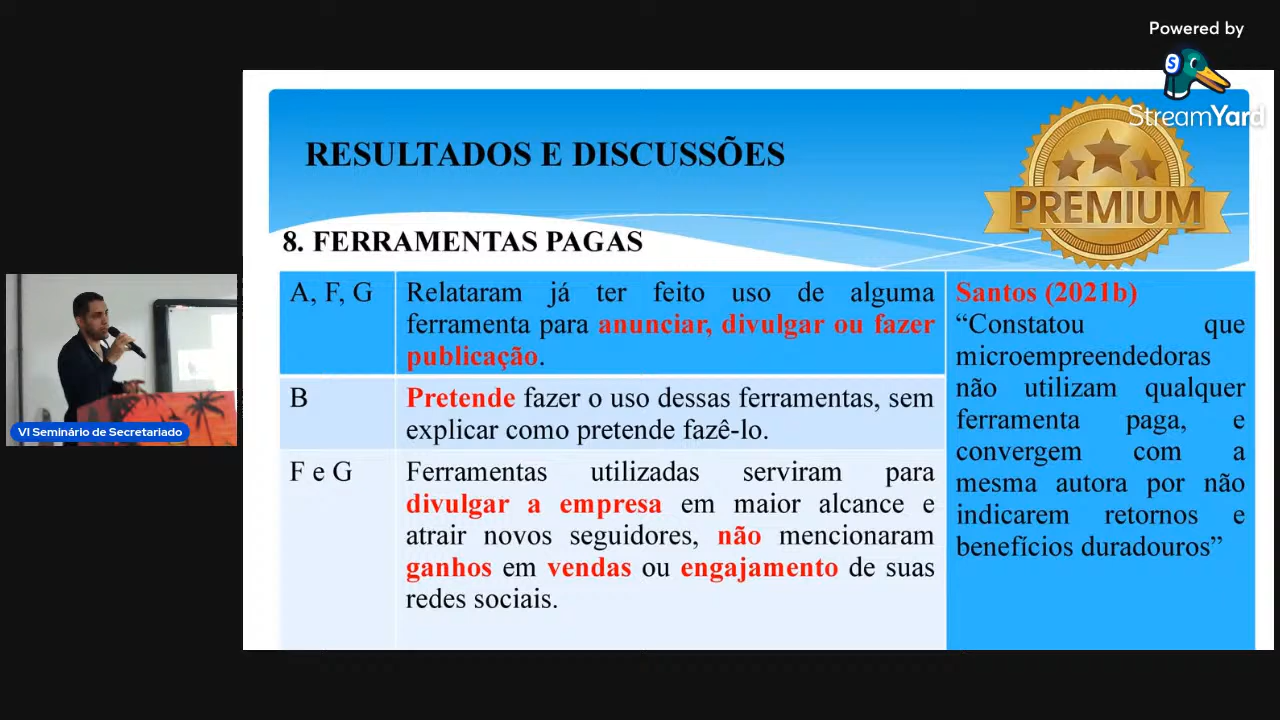 Powered by
StreamYard
RESULTADOS E DISCUSSÕES
PREMIUM
8. FERRAMENTAS PAGAS
A, F, G
Relataram já ter feito uso de alguma
ferramenta para anunciar, divulgar ou fazer
publicação.
B
Pretende fazer o uso dessas ferramentas, sem
explicar como pretende fazê-lo.
F e G
Ferramentas utilizadas serviram para
divulgar a empresa em maior alcance e
atrair novos seguidores, não mencionaram
ganhos em vendas ou engajamento de suas
redes sociais.
Santos (2021b)
“Constatou que
microempreendedoras
não utilizam qualquer
ferramenta paga, e
convergem com a
mesma autora por não
indicarem retornos e
benefícios duradouros”
VI Seminário de Secretariado